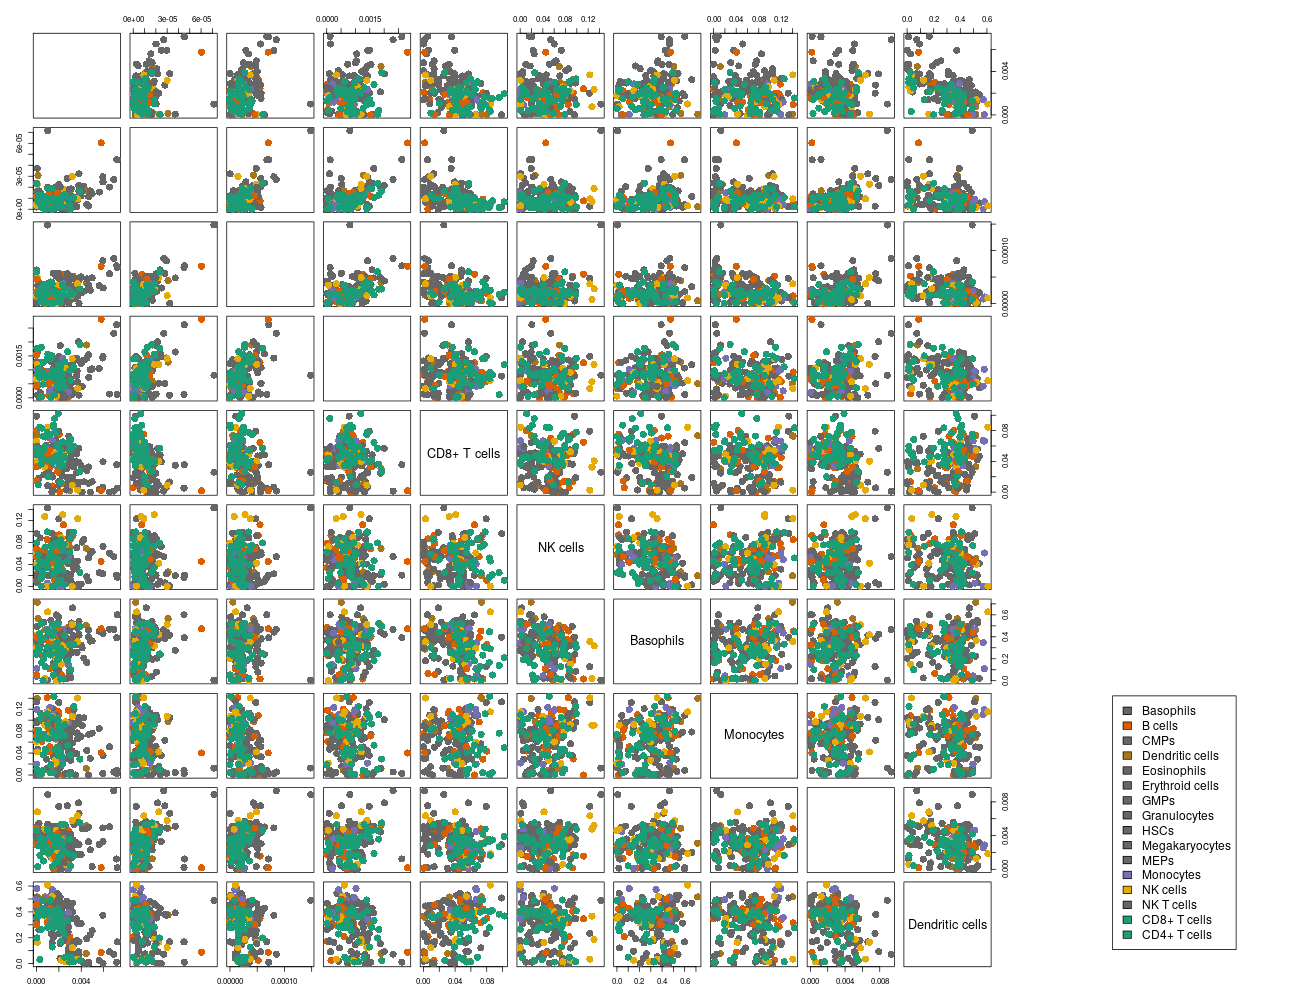 0e+00 3e-05 6e-05 0.0000 0.0015 0.00 0.04 0.08 0.12 0.00 0.04 0.08 0.12 0.0 0.2 0.4 0.6
0.000 0.004
0e+00 3e-05 6e-05
0.00000 0.00010
0.0000 0.0015
CD8+ T cells
0.00 0.04 0.08
NK cells
0.00 0.04 0.08 0.12
Basophils
0.0 0.2 0.4 0.6
Monocytes
0.00 0.04 0.08 0.12
0.000 0.004 0.008
Dendritic cells
0.0 0.2 0.4 0.6
0.000 0.004 0.00000 0.00010 0.00 0.04 0.08 0.0 0.2 0.4 0.6 0.000 0.004 0.008
Basophils
B cells
CMPs
Dendritic cells
Eosinophils
Erythroid cells
GMPs
Granulocytes
HSCs
Megakaryocytes
MEPs
Monocytes
NK cells
NK T cells
CD8+ T cells
CD4+ T cells